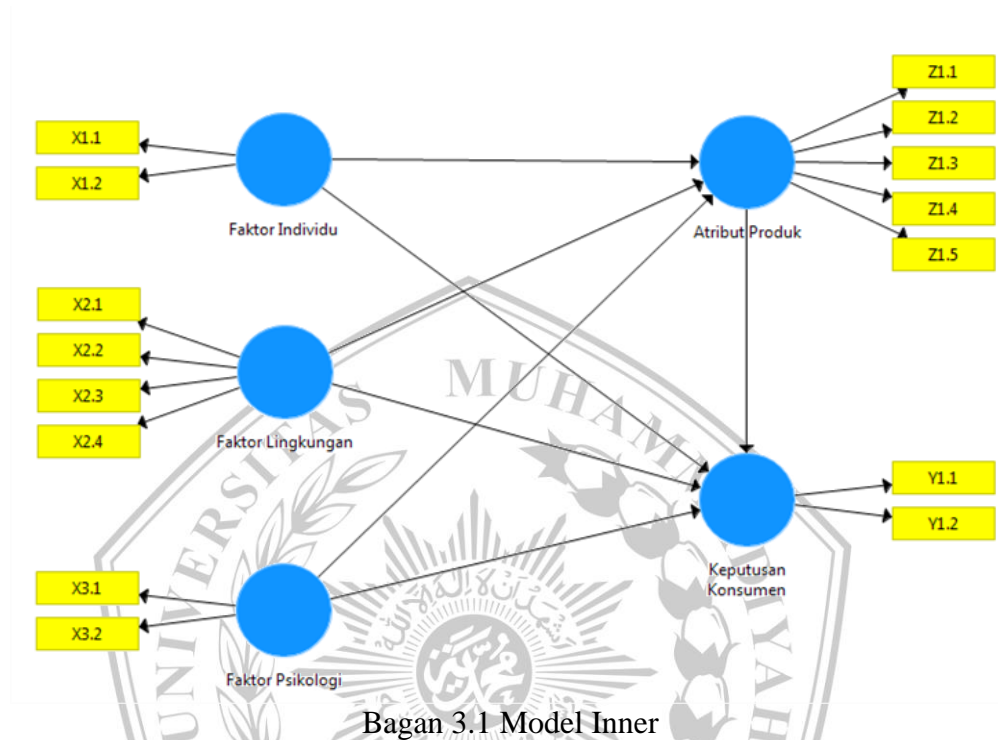 Z1.1
X1.1
Z1.2
Z1.3
X1.2
Z1.4
Faktor Individu
Atribut Produk
Z1.5
X2.1
X2.2
X2.3
X2.4
Faktor Lingkungan
UNIVERSITAS MUHAMMADIYAH
Y1.1
Y1.2
Keputusan
Konsumen
X3.1
X3.2
Faktor Psikologi
Bagan 3.1 Model Inner